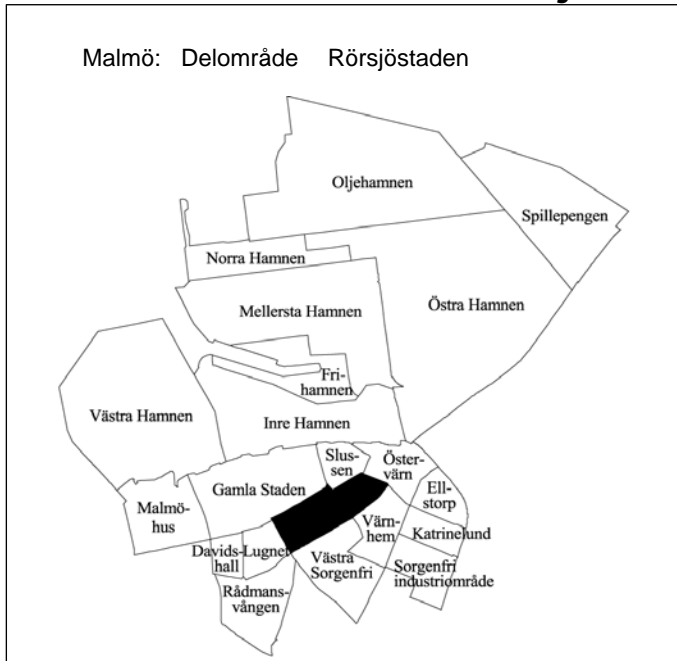 Malmö: Delområde Rörsjöstaden
Oljehamnen
Spillepengen
Norra Hamnen
Östra Hamnen
Mellersta Hamnen
Fri-
hamnen
Västra Hamnen
Inre Hamnen
Slus-
sen
Öster-
värn
Gamla Staden
Ell-
storp
Malmö-
hus
Värn-
hem
Katrinelund
Davids-
hall
Lugnet
Västra
Sorgenfri
Sorgenfri
industriområde
Rådmans-
vången